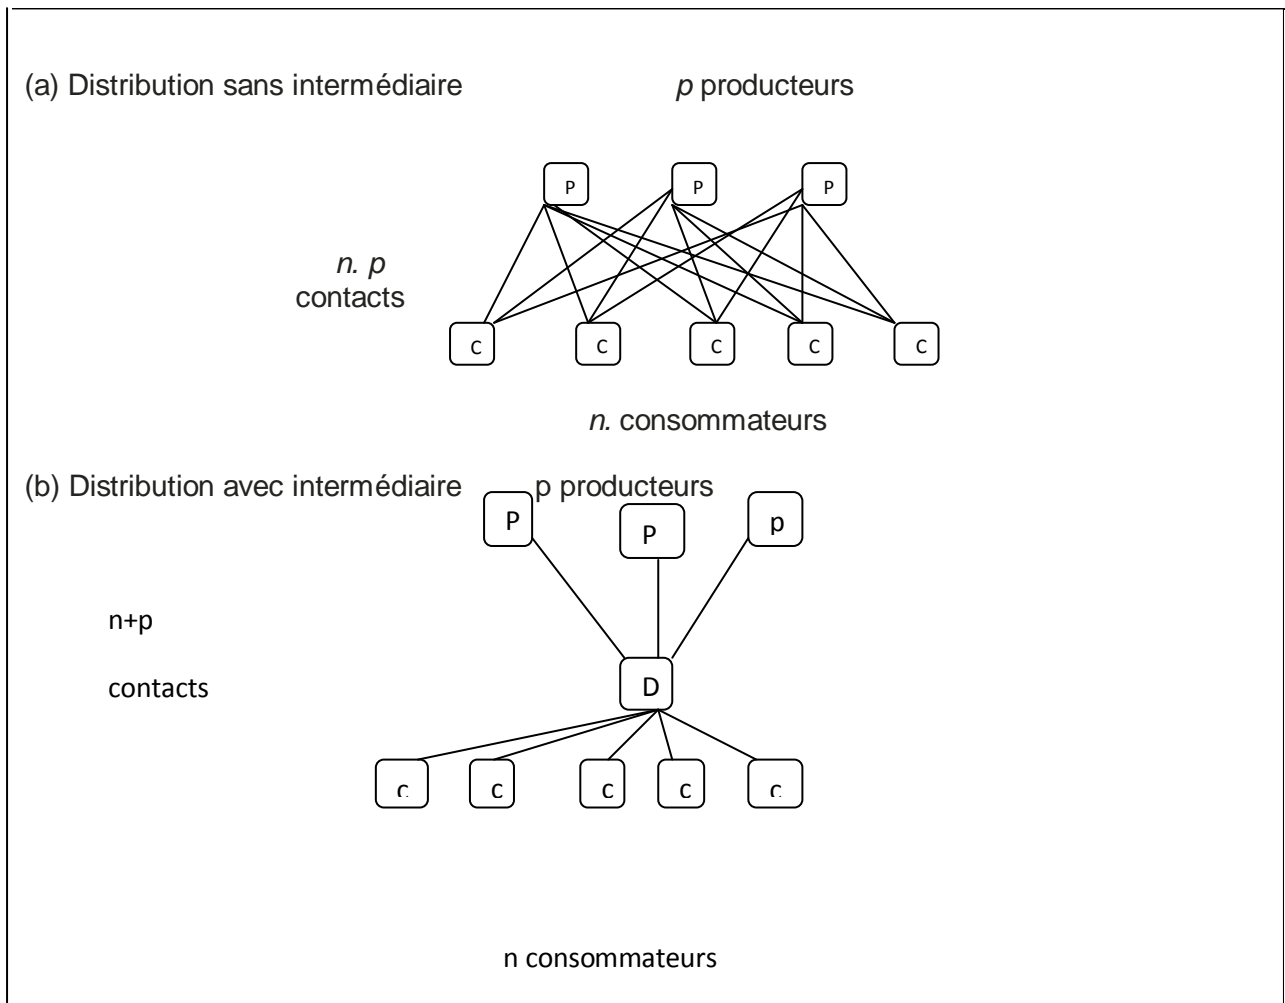 (a) Distribution sans intermédiaire p producteurs
P P P
n. p
contacts
C C C C C
n. consommateurs
(b) Distribution avec intermédiaire p producteurs
P P p
n+p
contacts
D
c c c c c
n consommateurs